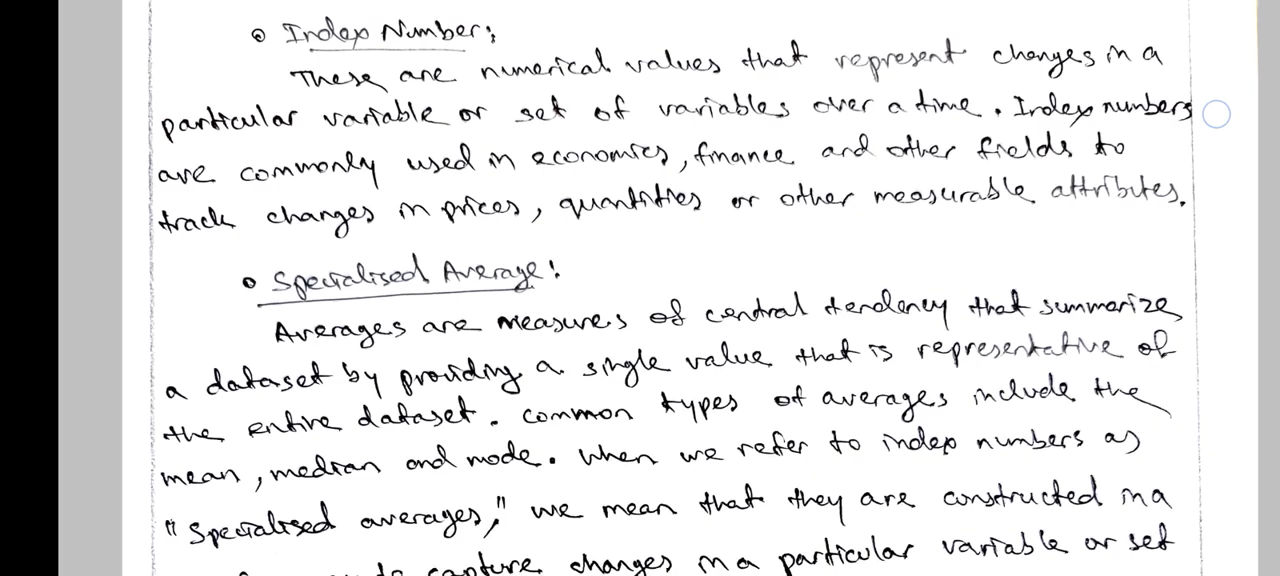 Index Number:
These are numerical values that represent changes in a
particular variable or set of variables over a time. Index numbers
are commonly used in economics, finance and other fields to
track changes in prices, quantities or other measurable attributes.
Specialised Average:
Averages are measures of central tendency that summarize
a dataset by providing a single value that is representative of
the entire dataset. Common types of averages include the
mean, median and mode. When we refer to index numbers as
"Specialised averages," we mean that they are constructed in a
to capture changes in a particular variable or set